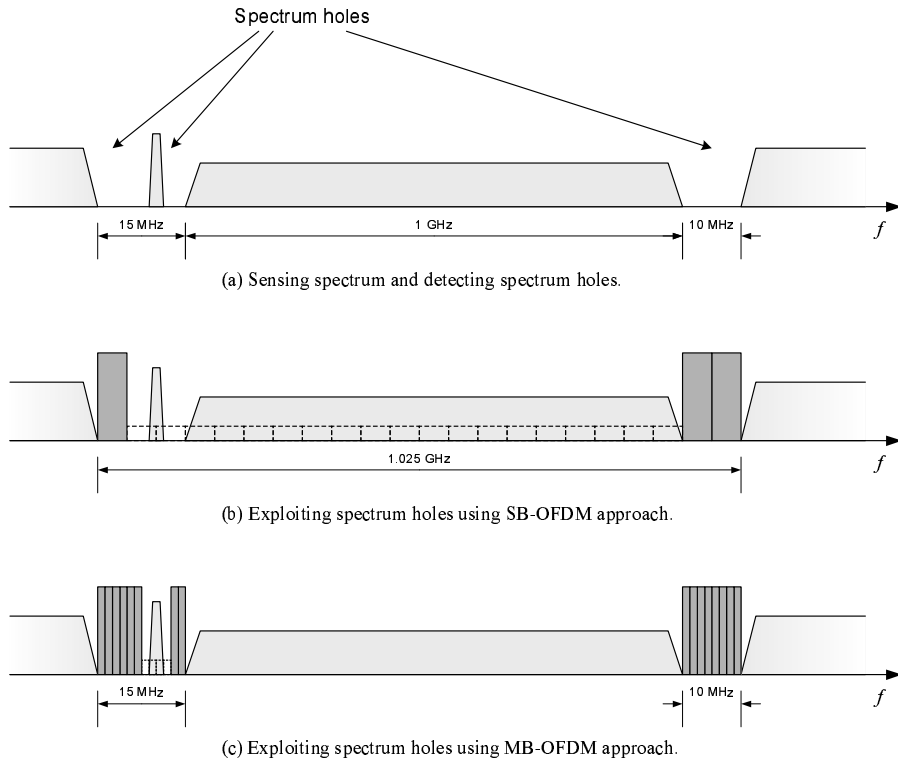 Spectrum holes
15 MHz
1 GHz
10 MHz
f
(a) Sensing spectrum and detecting spectrum holes.
1.025 GHz
f
(b) Exploiting spectrum holes using SB-OFDM approach.
15 MHz
10 MHz
f
(c) Exploiting spectrum holes using MB-OFDM approach.